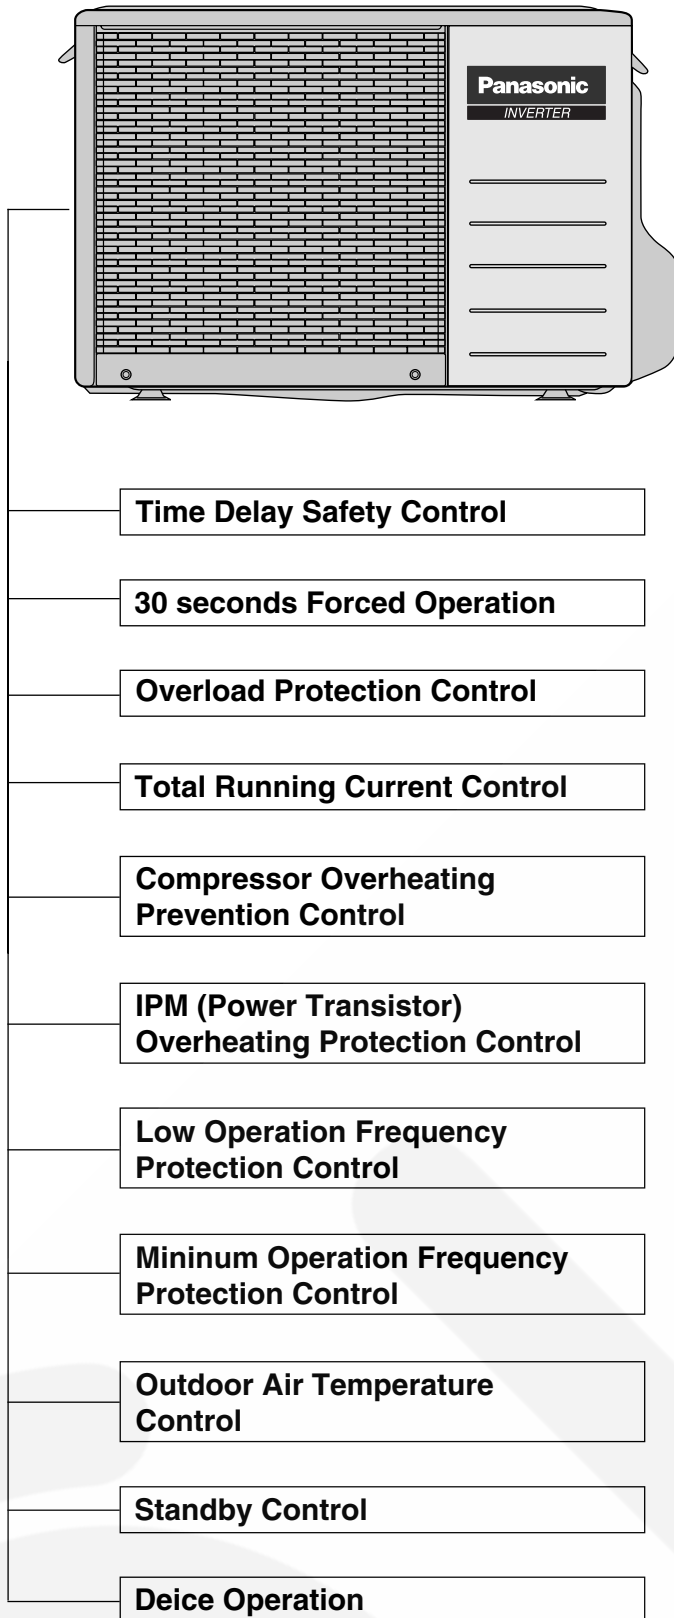 Panasonic
INVERTER
Time Delay Safety Control
30 seconds Forced Operation
Overload Protection Control
Total Running Current Control
Compressor Overheating
Prevention Control
IPM (Power Transistor)
Overheating Protection Control
Low Operation Frequency
Protection Control
Mininum Operation Frequency
Protection Control
Outdoor Air Temperature
Control
Standby Control
Deice Operation